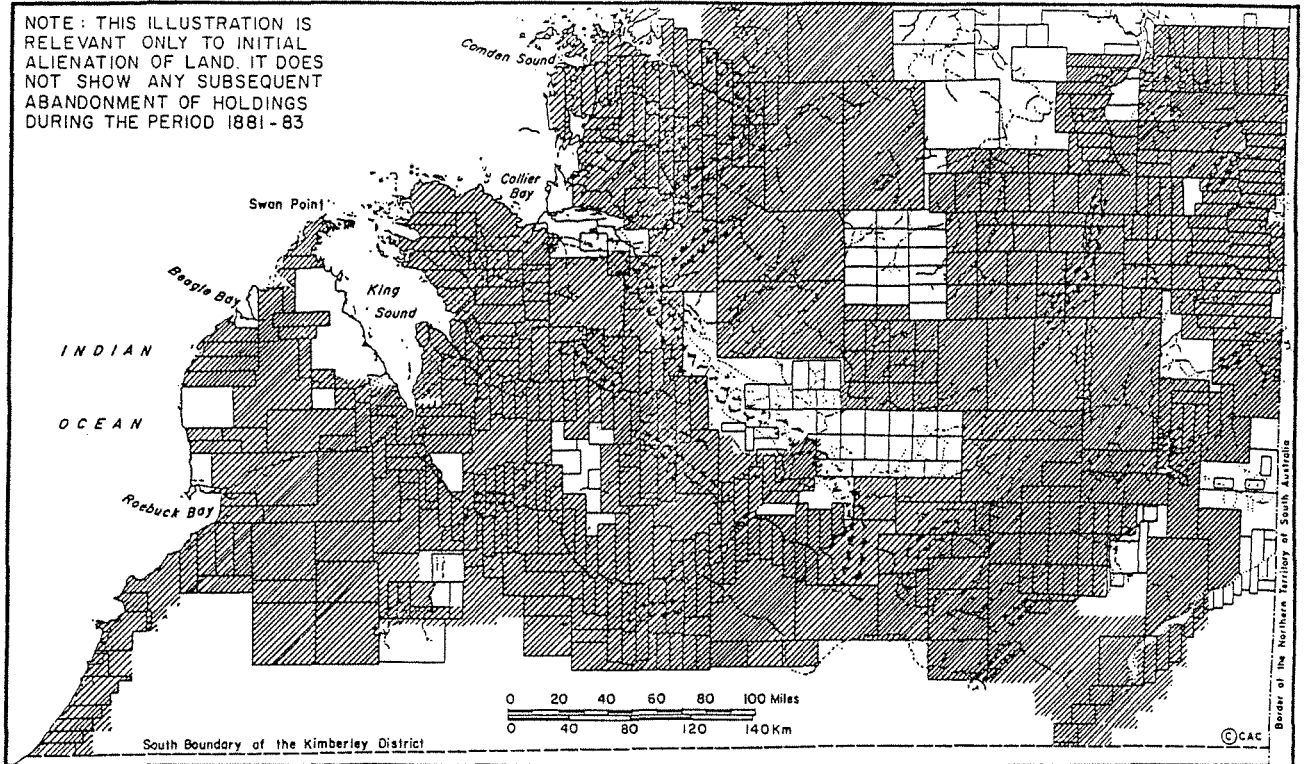 NOTE : THIS ILLUSTRATION IS
RELEVANT ONLY TO INITIAL
ALIENATION OF LAND. IT DOES
NOT SHOW ANY SUBSEQUENT
ABANDONMENT OF HOLDINGS
DURING THE PERIOD 1881-83
Camden Sound
Collier
Bay
Swan Point
Beagle Bay
King
Sound
INDIAN
OCEAN
Roebuck Bay
Border of the Northern Territory of South Australia
0 20 40 60 80 100 Miles
0 40 80 120 140 Km
South Boundary of the Kimberley District
© CAC